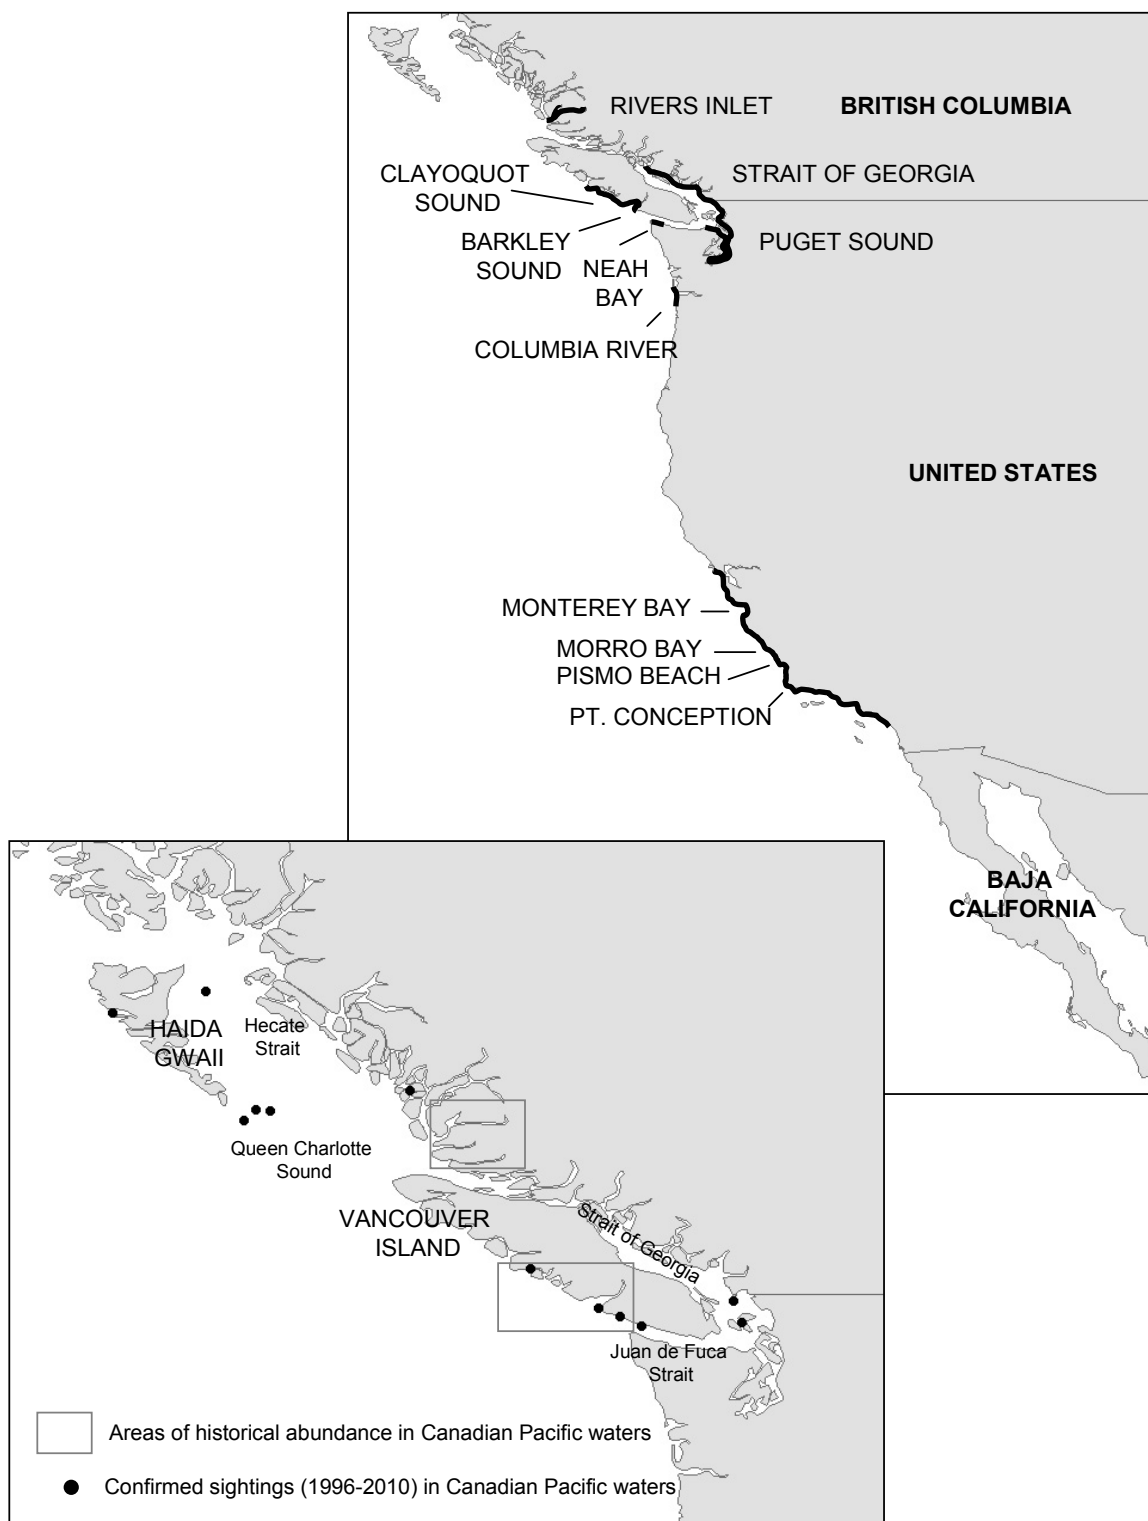 RIVERS INLET
BRITISH COLUMBIA
CLAYOQUOT
SOUND
STRAIT OF GEORGIA
BARKLEY
SOUND
PUGET SOUND
NEAH
BAY
COLUMBIA RIVER
UNITED STATES
MONTEREY BAY
MORRO BAY
PISMO BEACH
PT. CONCEPTION
BAJA
CALIFORNIA
HAIDA
GWAII
Hecate
Strait
Queen Charlotte
Sound
VANCOUVER
ISLAND
Strait of Georgia
Juan de Fuca
Strait
Areas of historical abundance in Canadian Pacific waters
Confirmed sightings (1996-2010) in Canadian Pacific waters